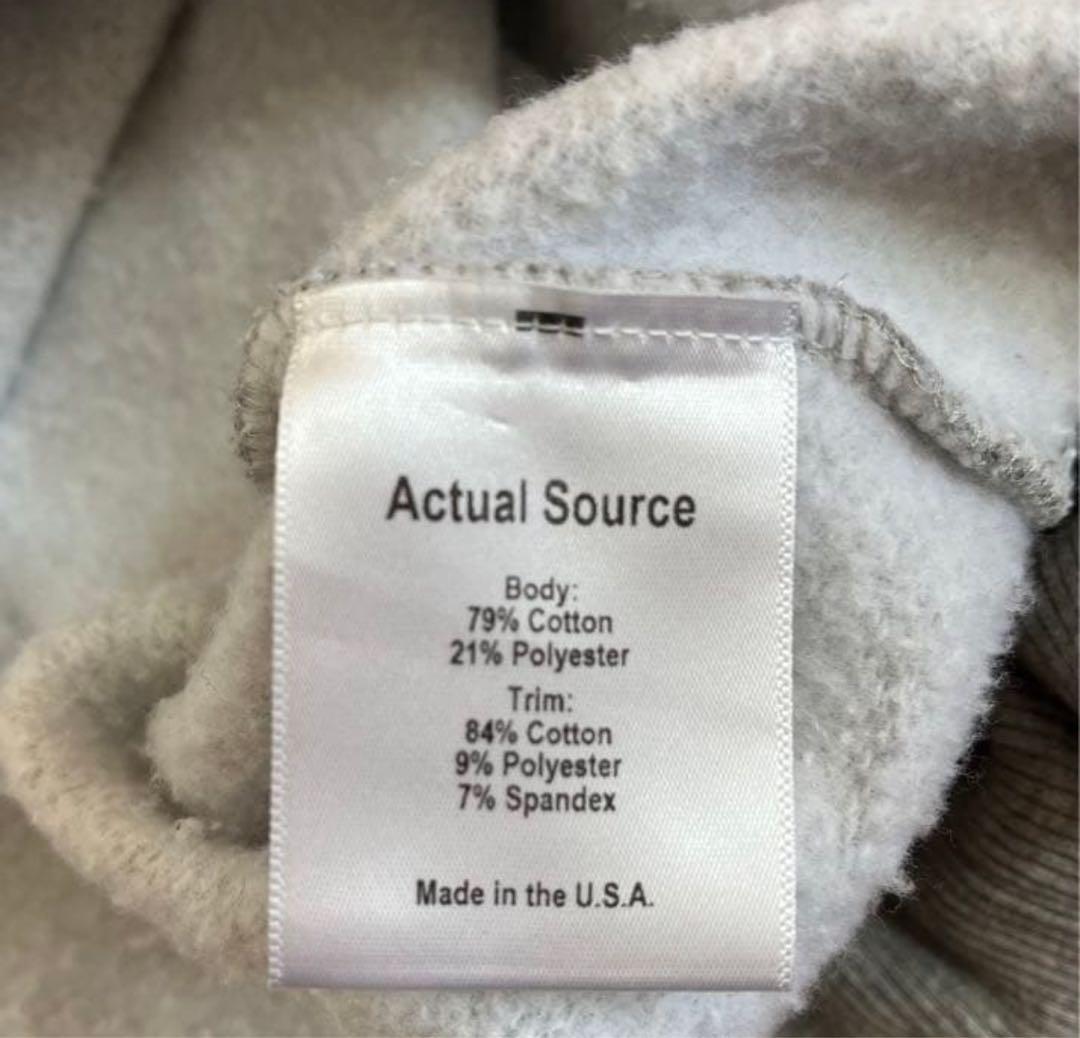 Actual Source
Body:
79% Cotton
21% Polyester
Trim:
84% Cotton
9% Polyester
7% Spandex
Made in the U.S.A.